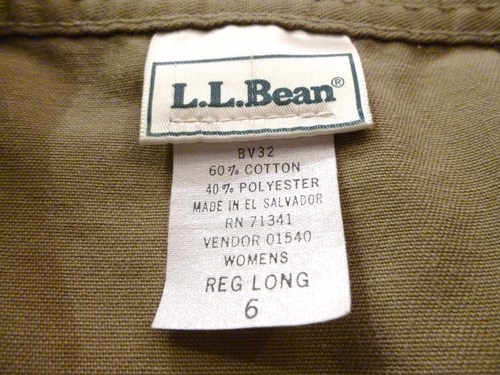 L.L.Bean®
BV32
60% COTTON
40% POLYESTER
MADE IN EL SALVADOR
RN 71341
VENDOR 01540
WOMENS
REG LONG
6